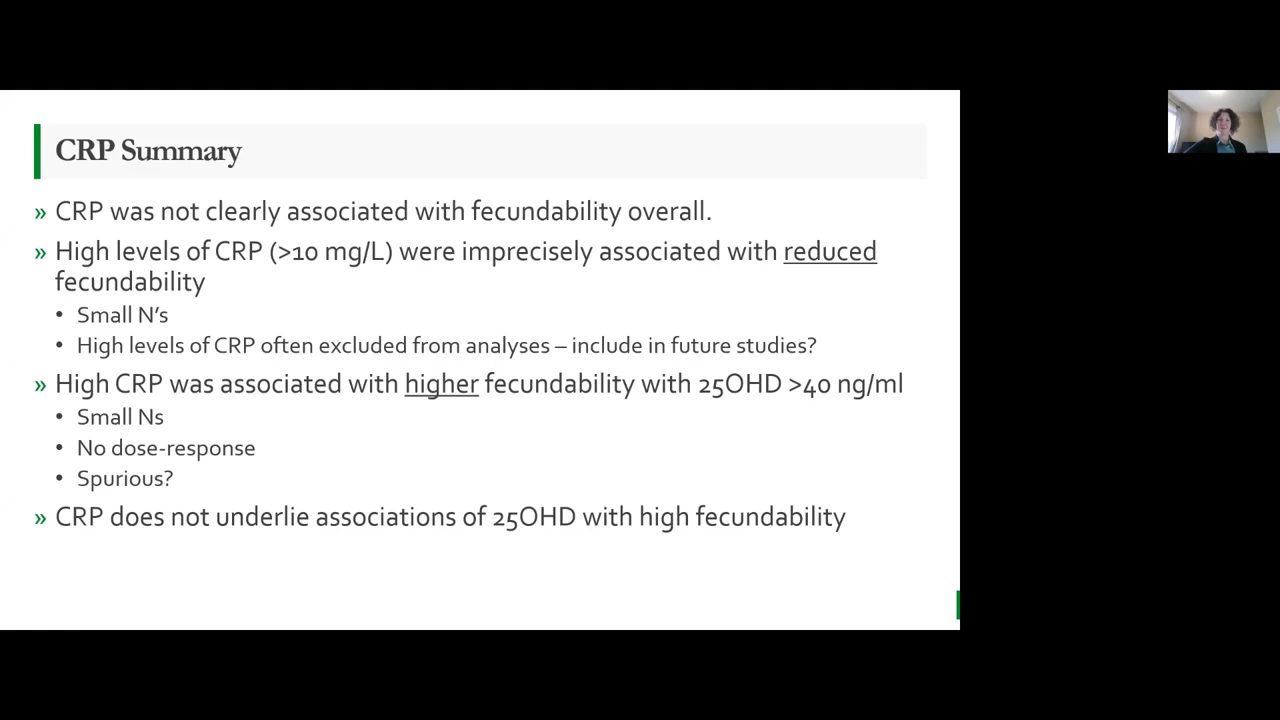 CRP Summary
» CRP was not clearly associated with fecundability overall.
» High levels of CRP (>10 mg/L) were imprecisely associated with reduced
fecundability
• Small N’s
• High levels of CRP often excluded from analyses – include in future studies?
» High CRP was associated with higher fecundability with 25OHD >40 ng/ml
• Small Ns
• No dose-response
• Spurious?
» CRP does not underlie associations of 25OHD with high fecundability